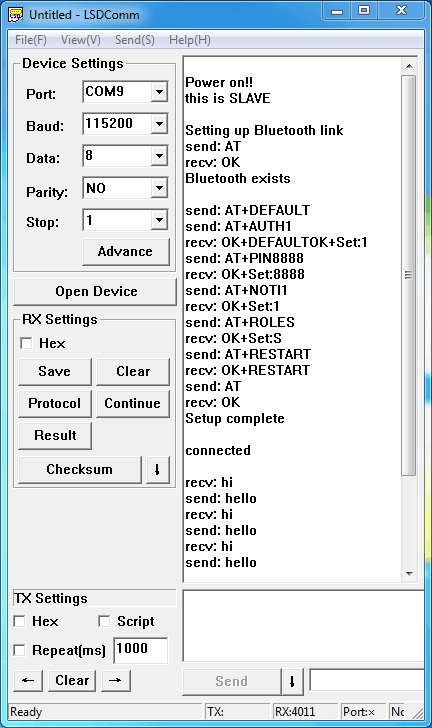 Untitled - LSDComm
File(F) View(V) Send(S) Help(H)
Device Settings
Port: COM9
Baud: 115200
Data: 8
Parity: NO
Stop: 1
Advance
Open Device
RX Settings
Hex
Save Clear
Protocol Continue
Result
Checksum ↓
Power on!!
this is SLAVE
Setting up Bluetooth link
send: AT
recv: OK
Bluetooth exists
send: AT+DEFAULT
send: AT+AUTH1
recv: OK+DEFAULTOK+Set:1
send: AT+PIN8888
recv: OK+Set:8888
send: AT+NOTI1
recv: OK+Set:1
send: AT+ROLES
recv: OK+Set:S
send: AT+RESTART
recv: OK+RESTART
send: AT
recv: OK
Setup complete
connected
recv: hi
send: hello
recv: hi
send: hello
recv: hi
send: hello
TX Settings
Hex Script
Repeat(ms) 1000
← Clear →
Send ↓
Ready TX: RX:4011 Port:× Nc